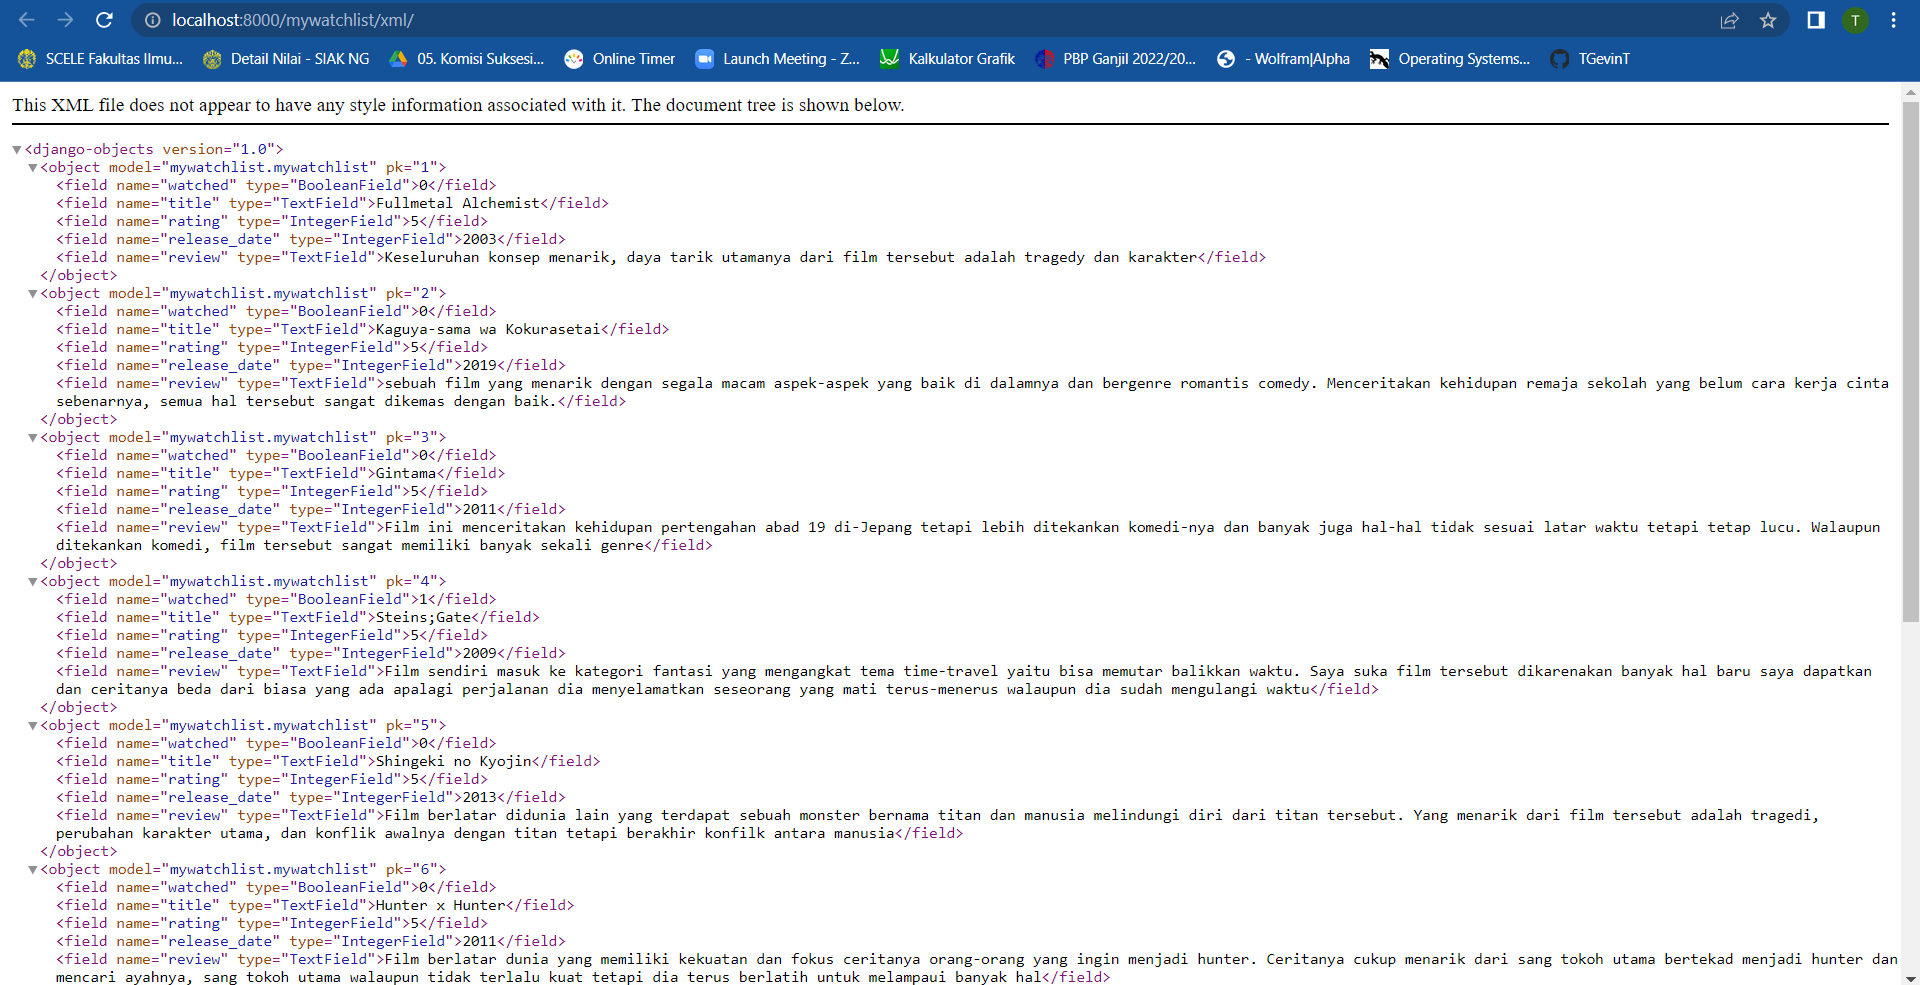 localhost:8000/mywatchlist/xml/
T
SCELE Fakultas Ilmu... Detail Nilai - SIAK NG 05. Komisi Suksesi... Online Timer Launch Meeting - Z... Kalkulator Grafik PBP Ganjil 2022/20... - Wolfram|Alpha Operating Systems... TGevinT
This XML file does not appear to have any style information associated with it. The document tree is shown below.
▼<django-objects version="1.0">
▼<object model="mywatchlist.mywatchlist" pk="1">
<field name="watched" type="BooleanField">0</field>
<field name="title" type="TextField">Fullmetal Alchemist</field>
<field name="rating" type="IntegerField">5</field>
<field name="release_date" type="IntegerField">2003</field>
<field name="review" type="TextField">Keseluruhan konsep menarik, daya tarik utamanya dari film tersebut adalah tragedy dan karakter</field>
</object>
▼<object model="mywatchlist.mywatchlist" pk="2">
<field name="watched" type="BooleanField">0</field>
<field name="title" type="TextField">Kaguya-sama wa Kokurasetai</field>
<field name="rating" type="IntegerField">5</field>
<field name="release_date" type="IntegerField">2019</field>
<field name="review" type="TextField">sebuah film yang menarik dengan segala macam aspek-aspek yang baik di dalamnya dan bergenre romantis comedy. Menceritakan kehidupan remaja sekolah yang belum cara kerja cinta
sebenarnya, semua hal tersebut sangat dikemas dengan baik.</field>
</object>
▼<object model="mywatchlist.mywatchlist" pk="3">
<field name="watched" type="BooleanField">0</field>
<field name="title" type="TextField">Gintama</field>
<field name="rating" type="IntegerField">5</field>
<field name="release_date" type="IntegerField">2011</field>
<field name="review" type="TextField">Film ini menceritakan kehidupan pertengahan abad 19 di-Jepang tetapi lebih ditekankan komedi-nya dan banyak juga hal-hal tidak sesuai latar waktu tetapi tetap lucu. Walaupun
ditekankan komedi, film tersebut sangat memiliki banyak sekali genre</field>
</object>
▼<object model="mywatchlist.mywatchlist" pk="4">
<field name="watched" type="BooleanField">1</field>
<field name="title" type="TextField">Steins;Gate</field>
<field name="rating" type="IntegerField">5</field>
<field name="release_date" type="IntegerField">2009</field>
<field name="review" type="TextField">Film sendiri masuk ke kategori fantasi yang mengangkat tema time-travel yaitu bisa memutar balikkan waktu. Saya suka film tersebut dikarenakan banyak hal baru saya dapatkan
dan ceritanya beda dari biasa yang ada apalagi perjalanan dia menyelamatkan seseorang yang mati terus-menerus walaupun dia sudah mengulangi waktu</field>
</object>
▼<object model="mywatchlist.mywatchlist" pk="5">
<field name="watched" type="BooleanField">0</field>
<field name="title" type="TextField">Shingeki no Kyojin</field>
<field name="rating" type="IntegerField">5</field>
<field name="release_date" type="IntegerField">2013</field>
<field name="review" type="TextField">Film berlatar didunia lain yang terdapat sebuah monster bernama titan dan manusia melindungi diri dari titan tersebut. Yang menarik dari film tersebut adalah tragedi,
perubahan karakter utama, dan konflik awalnya dengan titan tetapi berakhir konfilk antara manusia</field>
</object>
▼<object model="mywatchlist.mywatchlist" pk="6">
<field name="watched" type="BooleanField">0</field>
<field name="title" type="TextField">Hunter x Hunter</field>
<field name="rating" type="IntegerField">5</field>
<field name="release_date" type="IntegerField">2011</field>
<field name="review" type="TextField">Film berlatar dunia yang memiliki kekuatan dan fokus ceritanya orang-orang yang ingin menjadi hunter. Ceritanya cukup menarik dari sang tokoh utama bertekad menjadi hunter dan
mencari ayahnya, sang tokoh utama walaupun tidak terlalu kuat tetapi dia terus berlatih untuk melampaui banyak hal</field>